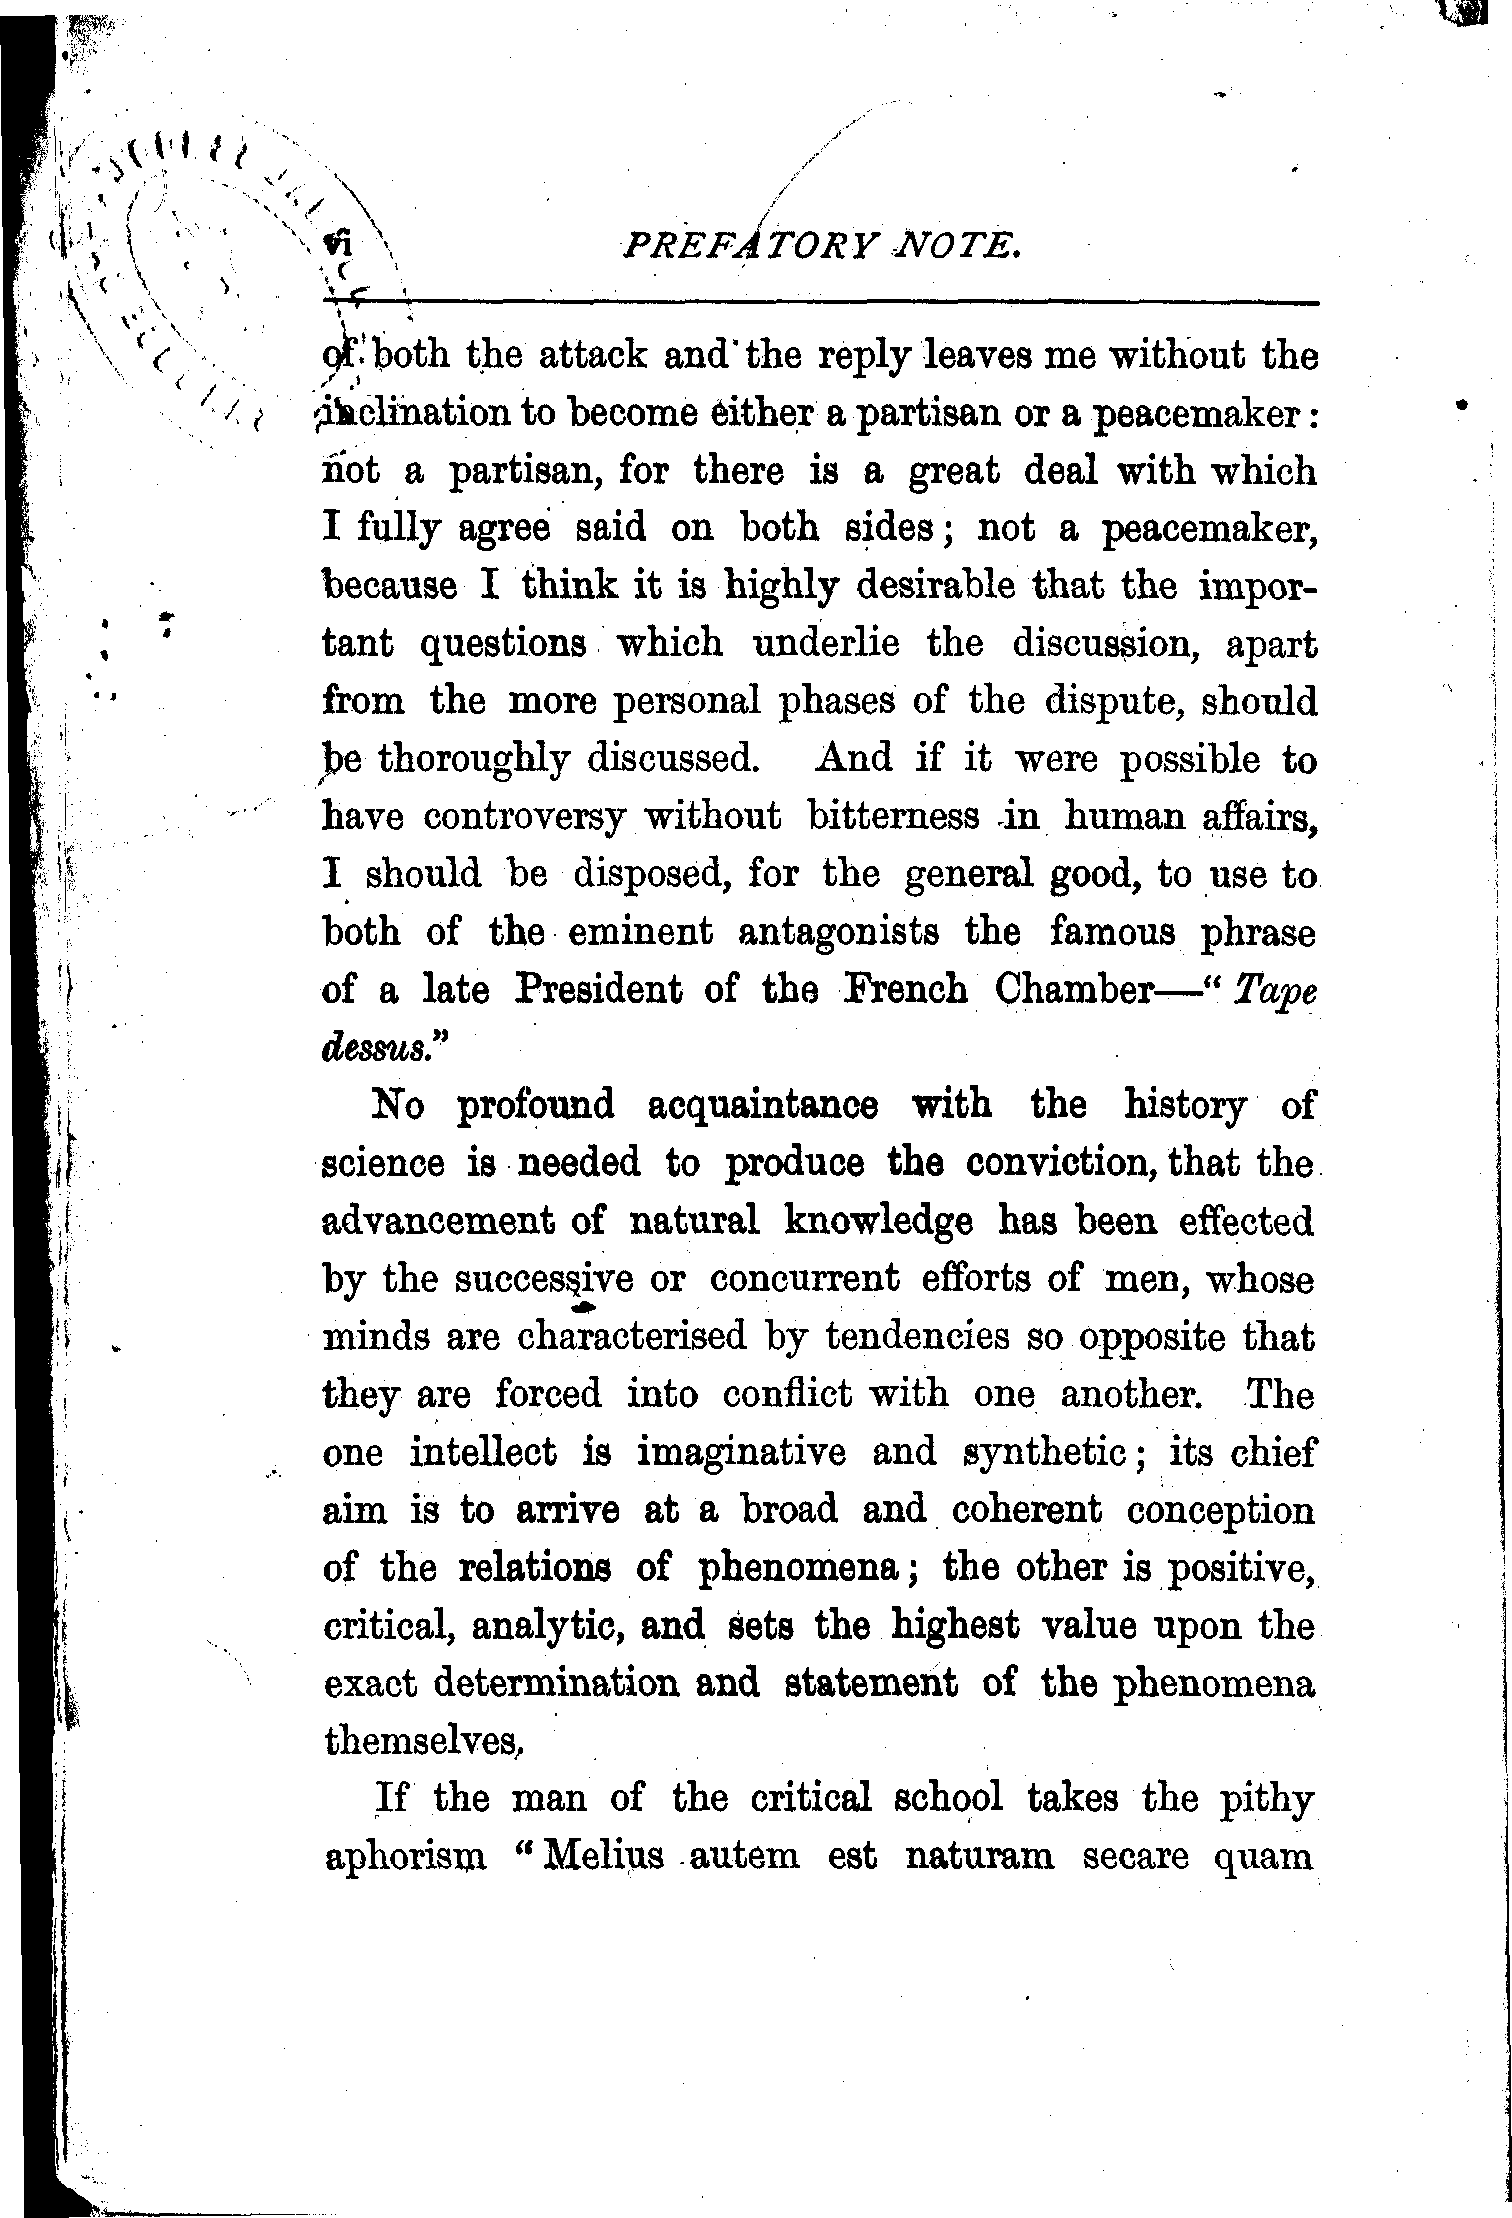 vi PREFATORY NOTE.
of both the attack and the reply leaves me without the
inclination to become either a partisan or a peacemaker:
not a partisan, for there is a great deal with which
I fully agree said on both sides; not a peacemaker,
because I think it is highly desirable that the impor-
tant questions which underlie the discussion, apart
from the more personal phases of the dispute, should
be thoroughly discussed. And if it were possible to
have controversy without bitterness in human affairs,
I should be disposed, for the general good, to use to
both of the eminent antagonists the famous phrase
of a late President of the French Chamber—“Tape
dessus.”
No profound acquaintance with the history of
science is needed to produce the conviction, that the
advancement of natural knowledge has been effected
by the successive or concurrent efforts of men, whose
minds are characterised by tendencies so opposite that
they are forced into conflict with one another. The
one intellect is imaginative and synthetic; its chief
aim is to arrive at a broad and coherent conception
of the relations of phenomena; the other is positive,
critical, analytic, and sets the highest value upon the
exact determination and statement of the phenomena
themselves.
If the man of the critical school takes the pithy
aphorism “Melius autem est naturam secare quam